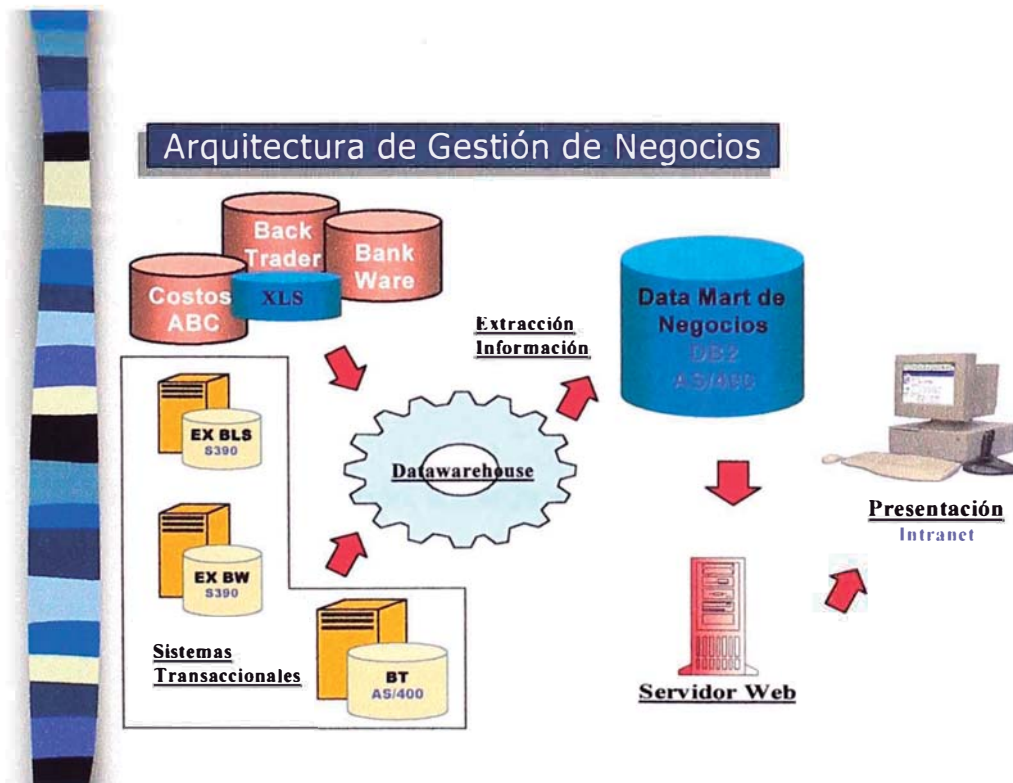 Arquitectura de Gestión de Negocios
Back
Trader
Bank
Ware
Costos
ABC
XLS
Extracción
Información
Data Mart de
Negocios
DB2
AS/400
EX BLS
S390
Datawarehouse
EX BW
S390
Presentación
Intranet
Sistemas
Transaccionales
BT
AS/400
Servidor Web